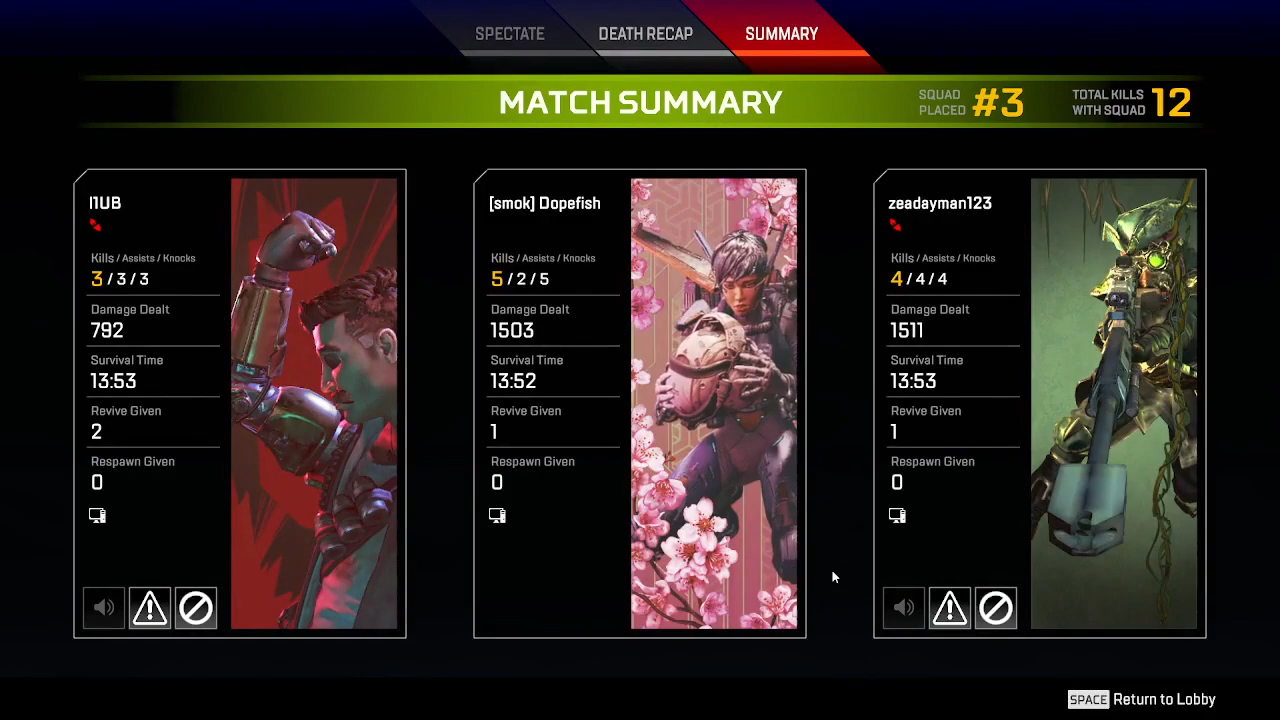 SPECTATE
DEATH RECAP
SUMMARY
MATCH SUMMARY
SQUAD PLACED #3
TOTAL KILLS WITH SQUAD 12
l1UB
Kills / Assists / Knocks
3 / 3 / 3
Damage Dealt
792
Survival Time
13:53
Revive Given
2
Respawn Given
0
[smok] Dopefish
Kills / Assists / Knocks
5 / 2 / 5
Damage Dealt
1503
Survival Time
13:52
Revive Given
1
Respawn Given
0
zeadayman123
Kills / Assists / Knocks
4 / 4 / 4
Damage Dealt
1511
Survival Time
13:53
Revive Given
1
Respawn Given
0
SPACE Return to Lobby